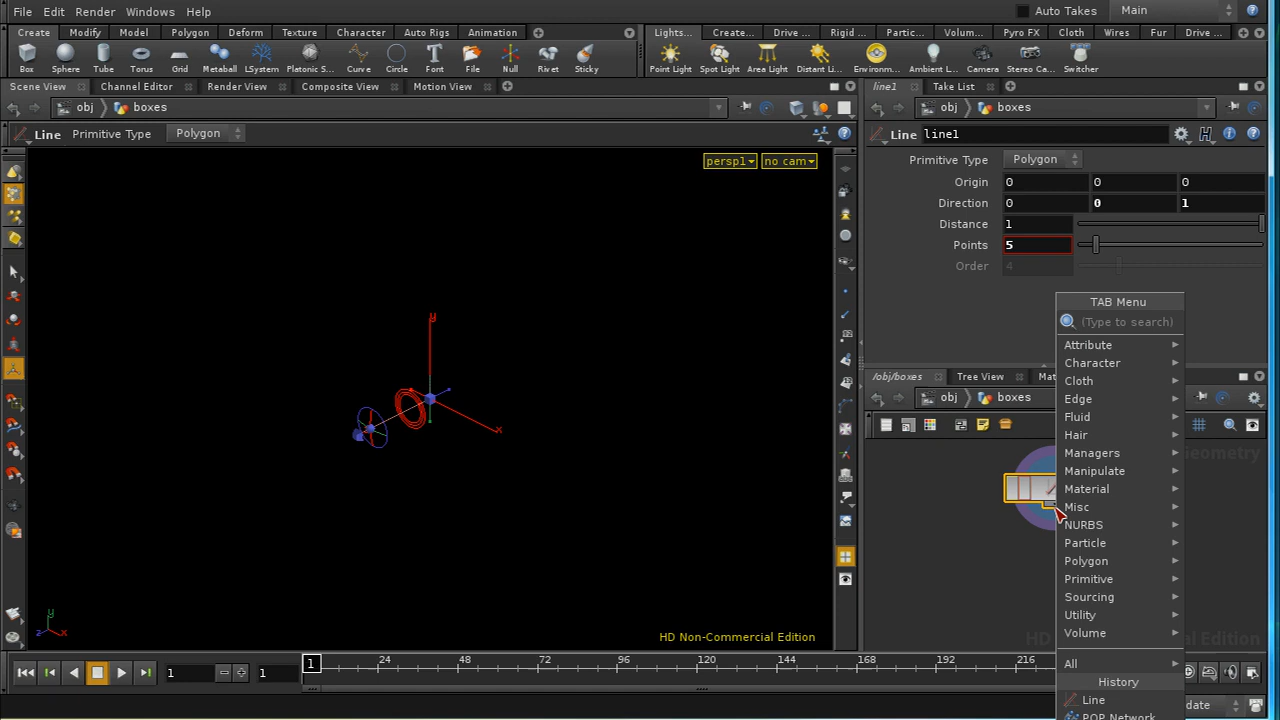 File Edit Render Windows Help Auto Takes Main
Create Modify Model Polygon Deform Texture Character Auto Rigs Animation Lights... Create... Drive ... Rigid ... Partic... Volum... Pyro FX Cloth Wires Fur Drive ...
Box Sphere Tube Torus Grid Metaball LSystem Platonic S... Curve Circle Font File Null Rivet Sticky Point Light Spot Light Area Light Distant Li... Environm... Ambient L... Camera Stereo Ca... Switcher
Scene View Channel Editor Render View Composite View Motion View line1 Take List
obj boxes obj boxes
Line Primitive Type Polygon Line line1
persp1 no cam
Primitive Type Polygon
Origin 0 0 0
Direction 0 0 1
Distance 1
Points 5
Order 4
TAB Menu
(Type to search)
Attribute
Character
Cloth
Edge
Fluid
Hair
Managers
Manipulate
Material
Misc
NURBS
Particle
Polygon
Primitive
Sourcing
Utility
Volume
All
History
Line
POP Network
/obj/boxes Tree View Mat
obj boxes
Geometry
y
x
y
z x
HD Non-Commercial Edition
HD Commercial Edition
1 1 1 24 48 72 96 120 144 168 192 216
date